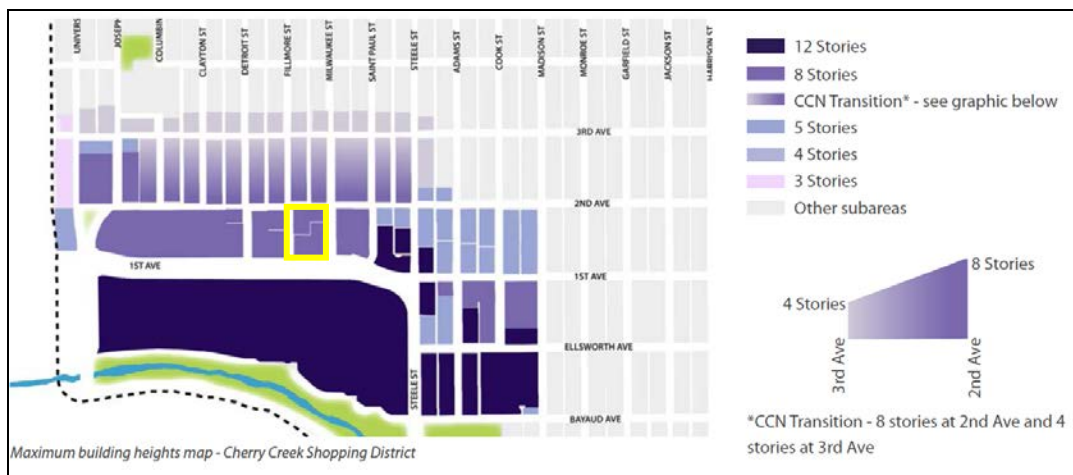 UNIVERS
JOSEPH
COLUMBIN
CLAYTON ST
DETROIT ST
FILLMORE ST
MILWAUKEE ST
SAINT PAUL ST
STEELE ST
ADAMS ST
COOK ST
MADISON ST
MONROE ST
GARFIELD ST
JACKSON ST
HARRISON ST
3RD AVE
2ND AVE
1ST AVE
1ST AVE
ELLSWORTH AVE
STEELE ST
BAYAUD AVE
Maximum building heights map - Cherry Creek Shopping District
12 Stories
8 Stories
CCN Transition* - see graphic below
5 Stories
4 Stories
3 Stories
Other subareas
8 Stories
4 Stories
3rd Ave
2nd Ave
*CCN Transition - 8 stories at 2nd Ave and 4
stories at 3rd Ave